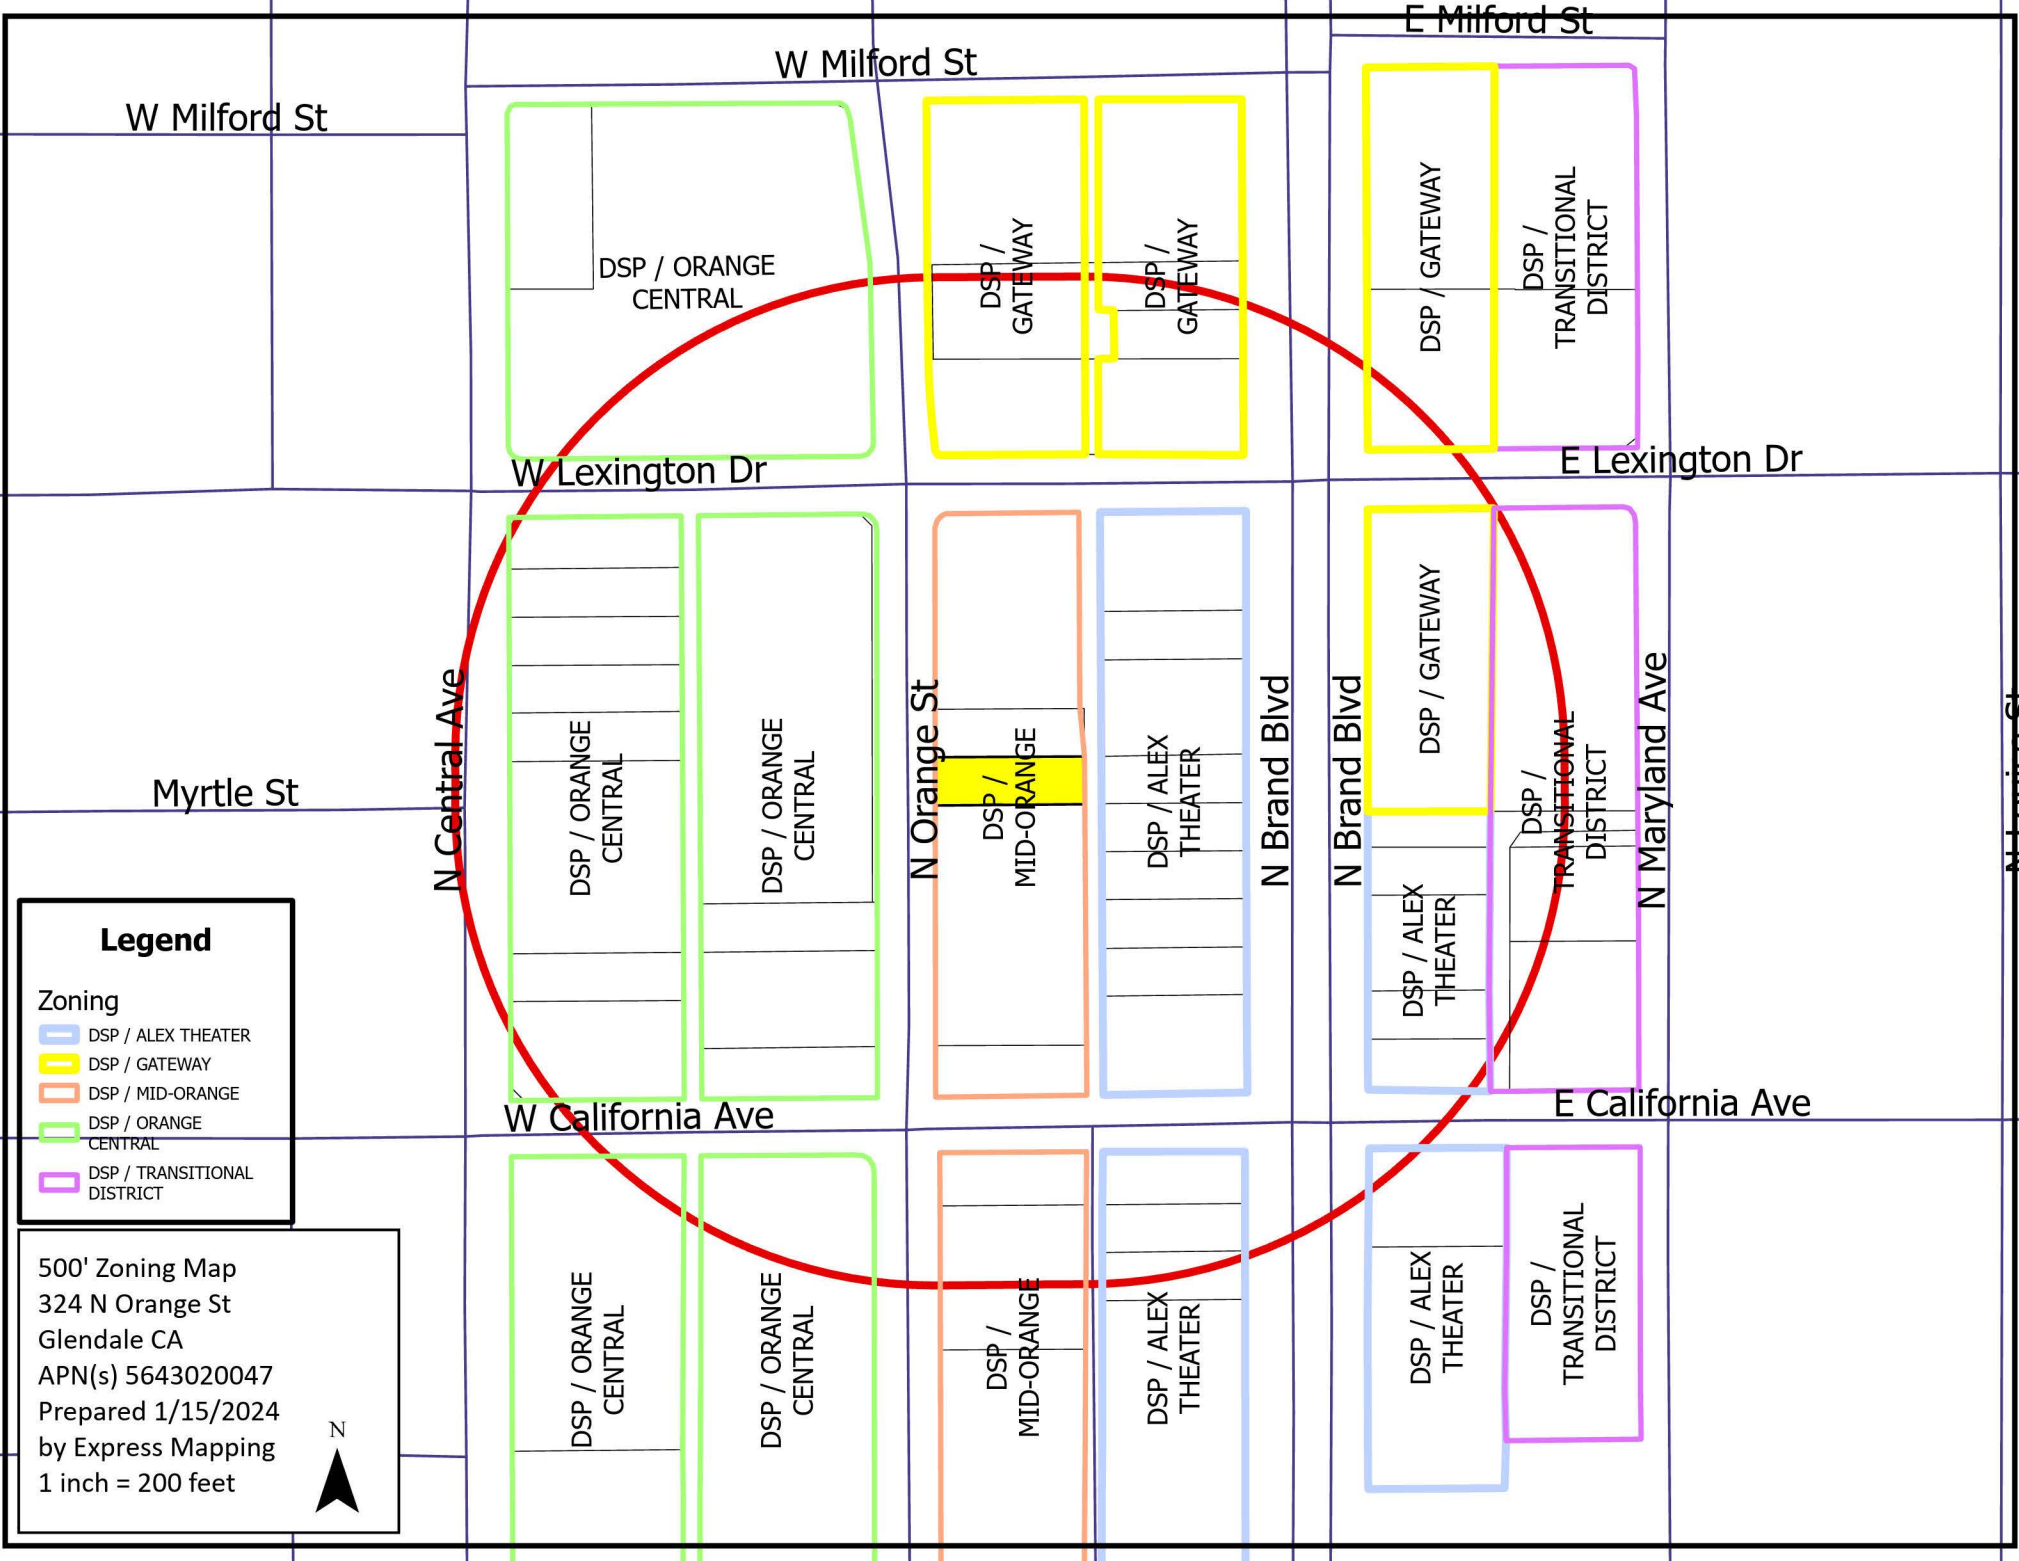 E Milford St
W Milford St
W Milford St
DSP / ORANGE
CENTRAL
DSP /
GATEWAY
DSP /
GATEWAY
DSP / GATEWAY
DSP /
TRANSITIONAL
DISTRICT
W Lexington Dr
E Lexington Dr
N Central Ave
DSP / ORANGE
CENTRAL
DSP / ORANGE
CENTRAL
N Orange St
DSP /
MID-ORANGE
DSP / ALEX
THEATER
N Brand Blvd
N Brand Blvd
DSP / GATEWAY
DSP / ALEX
THEATER
DSP /
TRANSITIONAL
DISTRICT
N Maryland Ave
Myrtle St
W California Ave
E California Ave
DSP / ORANGE
CENTRAL
DSP / ORANGE
CENTRAL
DSP /
MID-ORANGE
DSP / ALEX
THEATER
DSP / ALEX
THEATER
DSP /
TRANSITIONAL
DISTRICT
Legend
Zoning
DSP / ALEX THEATER
DSP / GATEWAY
DSP / MID-ORANGE
DSP / ORANGE
CENTRAL
DSP / TRANSITIONAL
DISTRICT
500' Zoning Map
324 N Orange St
Glendale CA
APN(s) 5643020047
Prepared 1/15/2024
by Express Mapping
1 inch = 200 feet
N